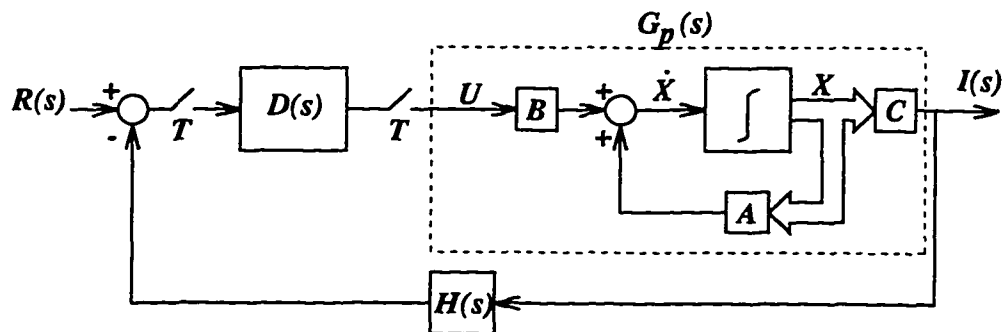 G_p(s)
R(s) + - T D(s) T U B + + Ẋ ∫ X C I(s)
A
H(s)